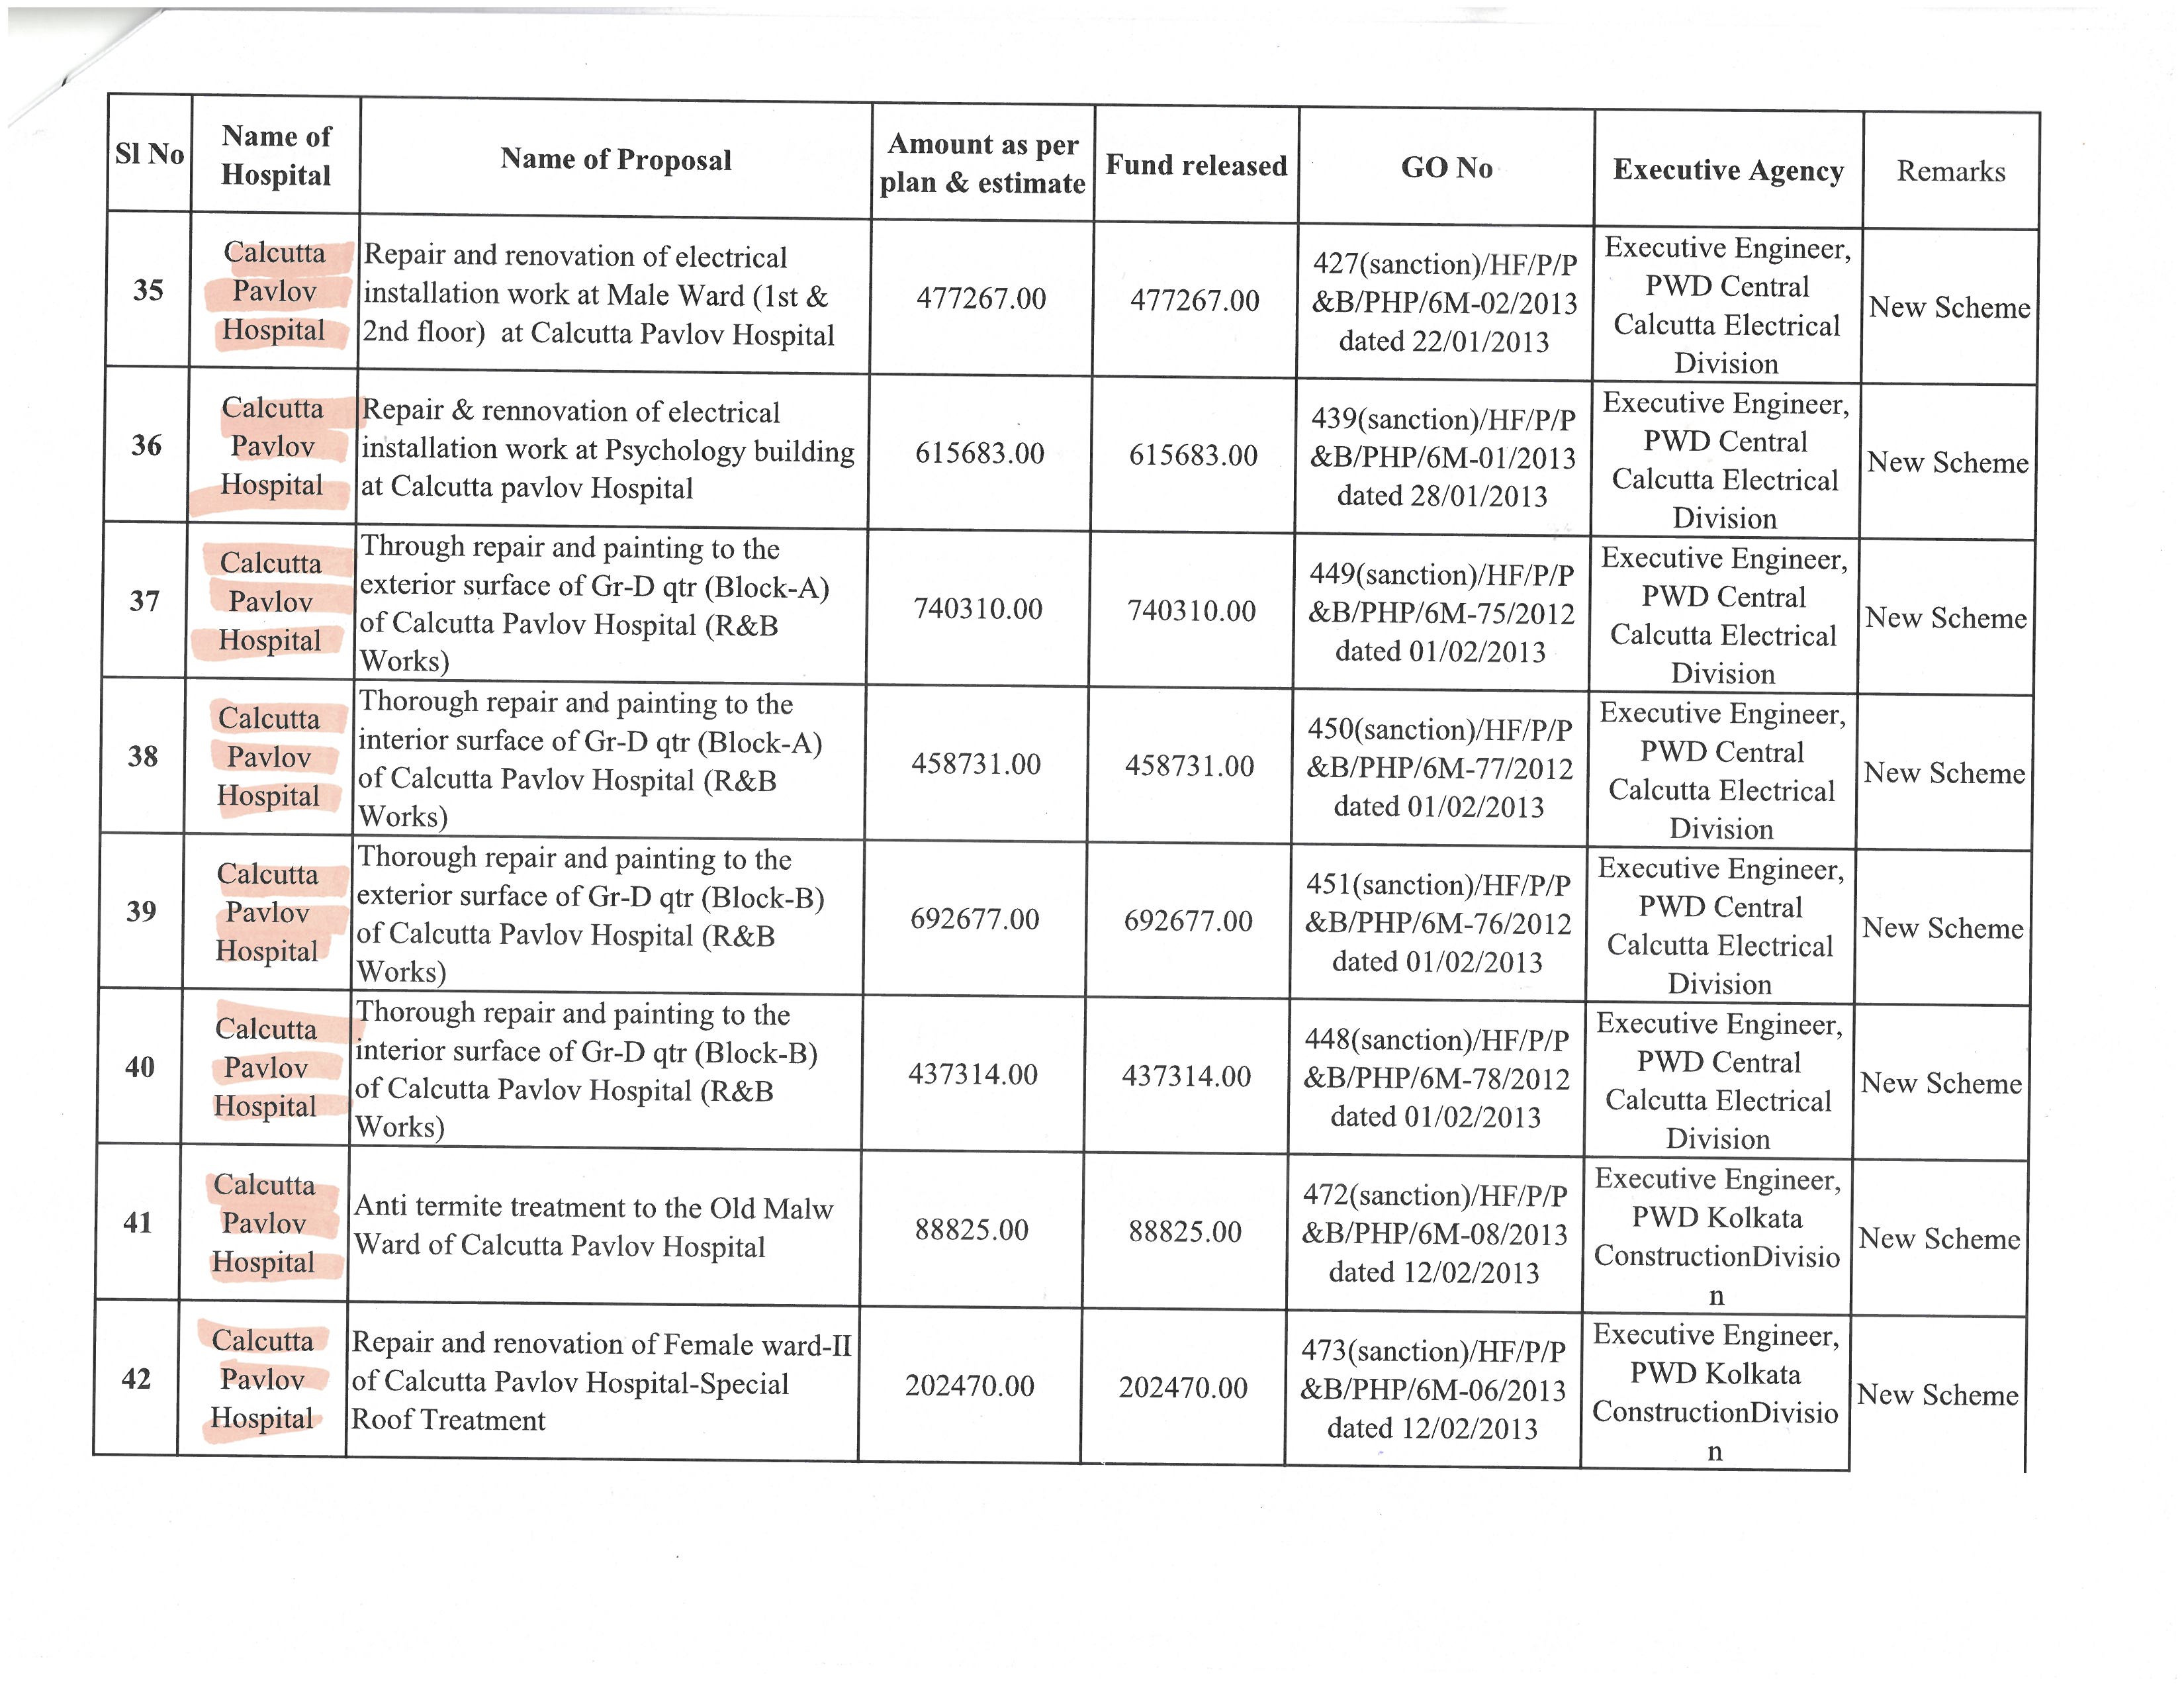 Sl No
Name of
Hospital
Name of Proposal
Amount as per
plan & estimate
Fund released
GO No
Executive Agency
Remarks
35
Calcutta
Pavlov
Hospital
Repair and renovation of electrical
installation work at Male Ward (1st &
2nd floor) at Calcutta Pavlov Hospital
477267.00
477267.00
427(sanction)/HF/P/P
&B/PHP/6M-02/2013
dated 22/01/2013
Executive Engineer,
PWD Central
Calcutta Electrical
Division
New Scheme
36
Calcutta
Pavlov
Hospital
Repair & rennovation of electrical
installation work at Psychology building
at Calcutta pavlov Hospital
615683.00
615683.00
439(sanction)/HF/P/P
&B/PHP/6M-01/2013
dated 28/01/2013
Executive Engineer,
PWD Central
Calcutta Electrical
Division
New Scheme
37
Calcutta
Pavlov
Hospital
Through repair and painting to the
exterior surface of Gr-D qtr (Block-A)
of Calcutta Pavlov Hospital (R&B
Works)
740310.00
740310.00
449(sanction)/HF/P/P
&B/PHP/6M-75/2012
dated 01/02/2013
Executive Engineer,
PWD Central
Calcutta Electrical
Division
New Scheme
38
Calcutta
Pavlov
Hospital
Thorough repair and painting to the
interior surface of Gr-D qtr (Block-A)
of Calcutta Pavlov Hospital (R&B
Works)
458731.00
458731.00
450(sanction)/HF/P/P
&B/PHP/6M-77/2012
dated 01/02/2013
Executive Engineer,
PWD Central
Calcutta Electrical
Division
New Scheme
39
Calcutta
Pavlov
Hospital
Thorough repair and painting to the
exterior surface of Gr-D qtr (Block-B)
of Calcutta Pavlov Hospital (R&B
Works)
692677.00
692677.00
451(sanction)/HF/P/P
&B/PHP/6M-76/2012
dated 01/02/2013
Executive Engineer,
PWD Central
Calcutta Electrical
Division
New Scheme
40
Calcutta
Pavlov
Hospital
Thorough repair and painting to the
interior surface of Gr-D qtr (Block-B)
of Calcutta Pavlov Hospital (R&B
Works)
437314.00
437314.00
448(sanction)/HF/P/P
&B/PHP/6M-78/2012
dated 01/02/2013
Executive Engineer,
PWD Central
Calcutta Electrical
Division
New Scheme
41
Calcutta
Pavlov
Hospital
Anti termite treatment to the Old Malw
Ward of Calcutta Pavlov Hospital
88825.00
88825.00
472(sanction)/HF/P/P
&B/PHP/6M-08/2013
dated 12/02/2013
Executive Engineer,
PWD Kolkata
ConstructionDivisio
n
New Scheme
42
Calcutta
Pavlov
Hospital
Repair and renovation of Female ward-II
of Calcutta Pavlov Hospital-Special
Roof Treatment
202470.00
202470.00
473(sanction)/HF/P/P
&B/PHP/6M-06/2013
dated 12/02/2013
Executive Engineer,
PWD Kolkata
ConstructionDivisio
n
New Scheme